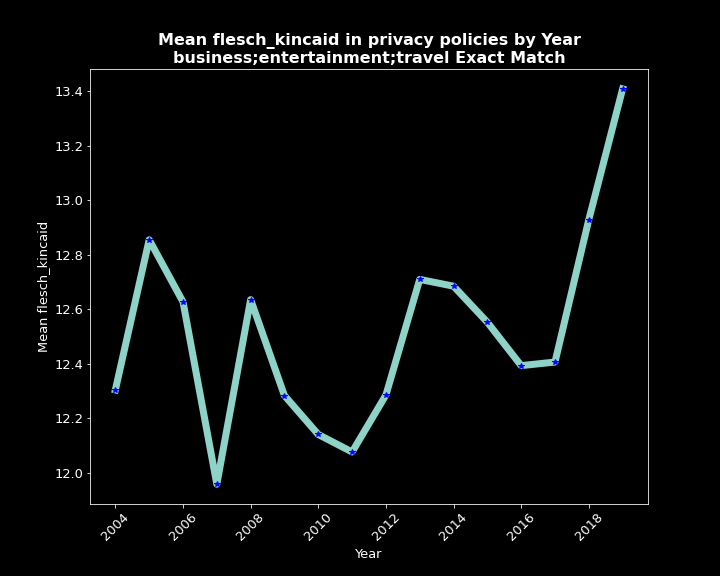 Mean flesch_kincaid in privacy policies by Year
business;entertainment;travel Exact Match
13.4
13.2
13.0
12.8
12.6
12.4
12.2
12.0
Mean flesch_kincaid
2004 2006 2008 2010 2012 2014 2016 2018
Year